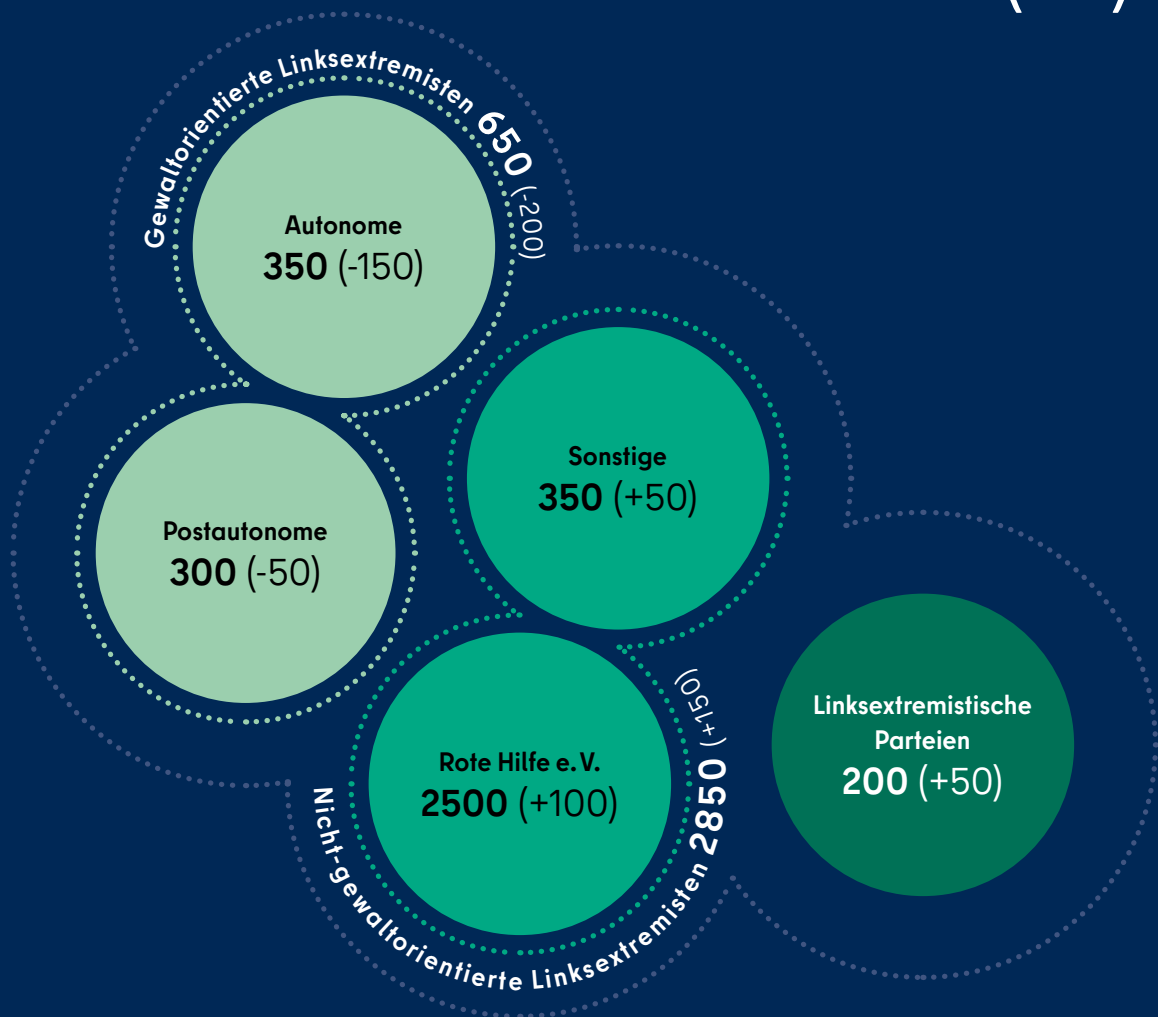 Gewaltorientierte Linksextremisten 650 (-200)
Autonome
350 (-150)
Sonstige
350 (+50)
Postautonome
300 (-50)
Linksextremistische
Parteien
200 (+50)
Rote Hilfe e. V.
2500 (+100)
Nicht-gewaltorientierte Linksextremisten 2850 (+150)